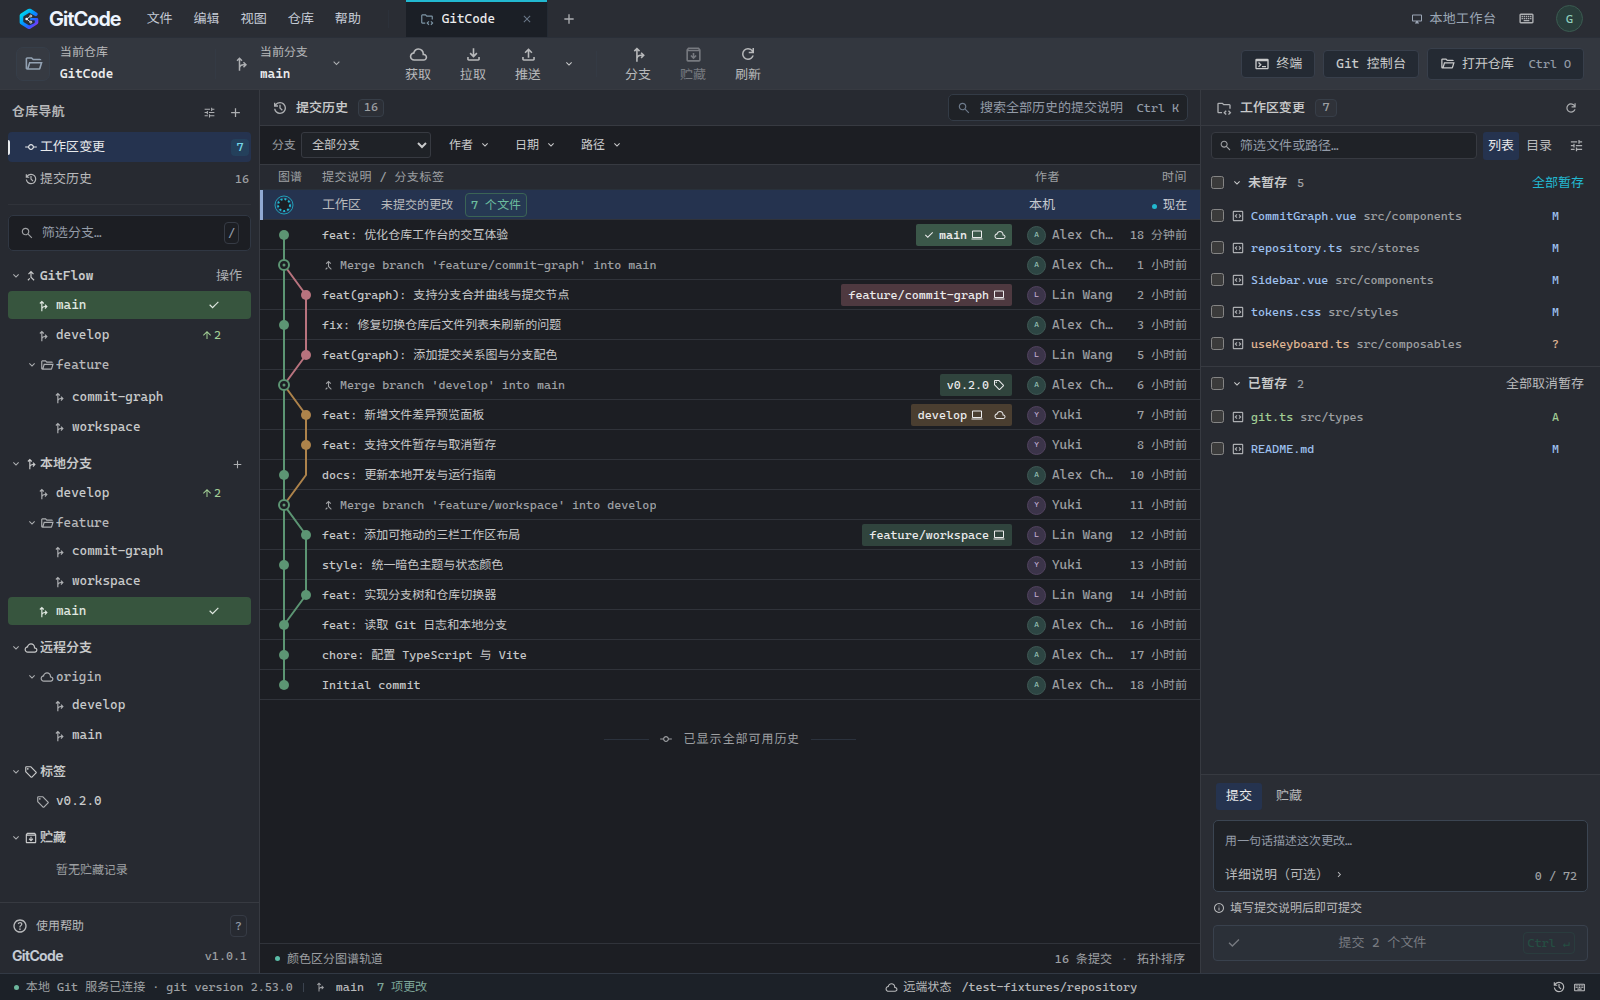 GitCode 文件 编辑 视图 仓库 帮助 GitCode × + 本地工作台 G
当前仓库
GitCode
当前分支
main
获取 拉取 推送 分支 贮藏 刷新
终端 Git 控制台 打开仓库 Ctrl O
仓库导航
工作区变更 7
提交历史 16
筛选分支… /
GitFlow 操作
main
develop ↑2
feature
commit-graph
workspace
本地分支 +
develop ↑2
feature
commit-graph
workspace
main
远程分支
origin
develop
main
标签
v0.2.0
贮藏
暂无贮藏记录
使用帮助 ?
GitCode v1.0.1
提交历史 16 搜索全部历史的提交说明 Ctrl K
分支 全部分支 作者 日期 路径
图谱 提交说明 / 分支标签 作者 时间
工作区 未提交的更改 7 个文件 本机 现在
feat: 优化仓库工作台的交互体验 main A Alex Ch… 18 分钟前
Merge branch 'feature/commit-graph' into main A Alex Ch… 1 小时前
feat(graph): 支持分支合并曲线与提交节点 feature/commit-graph L Lin Wang 2 小时前
fix: 修复切换仓库后文件列表未刷新的问题 A Alex Ch… 3 小时前
feat(graph): 添加提交关系图与分支配色 L Lin Wang 5 小时前
Merge branch 'develop' into main v0.2.0 A Alex Ch… 6 小时前
feat: 新增文件差异预览面板 develop Y Yuki 7 小时前
feat: 支持文件暂存与取消暂存 Y Yuki 8 小时前
docs: 更新本地开发与运行指南 A Alex Ch… 10 小时前
Merge branch 'feature/workspace' into develop Y Yuki 11 小时前
feat: 添加可拖动的三栏工作区布局 feature/workspace L Lin Wang 12 小时前
style: 统一暗色主题与状态颜色 Y Yuki 13 小时前
feat: 实现分支树和仓库切换器 L Lin Wang 14 小时前
feat: 读取 Git 日志和本地分支 A Alex Ch… 16 小时前
chore: 配置 TypeScript 与 Vite A Alex Ch… 17 小时前
Initial commit A Alex Ch… 18 小时前
已显示全部可用历史
颜色区分图谱轨道 16 条提交 · 拓扑排序
工作区变更 7
筛选文件或路径… 列表 目录
未暂存 5 全部暂存
CommitGraph.vue src/components M
repository.ts src/stores M
Sidebar.vue src/components M
tokens.css src/styles M
useKeyboard.ts src/composables ?
已暂存 2 全部取消暂存
git.ts src/types A
README.md M
提交 贮藏
用一句话描述这次更改…
详细说明（可选） › 0 / 72
填写提交说明后即可提交
提交 2 个文件 Ctrl ↵
本地 Git 服务已连接 · git version 2.53.0 main 7 项更改 远端状态 /test-fixtures/repository